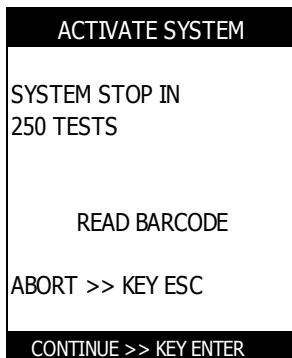 ACTIVATE SYSTEM
SYSTEM STOP IN
250 TESTS
READ BARCODE
ABORT >> KEY ESC
CONTINUE >> KEY ENTER